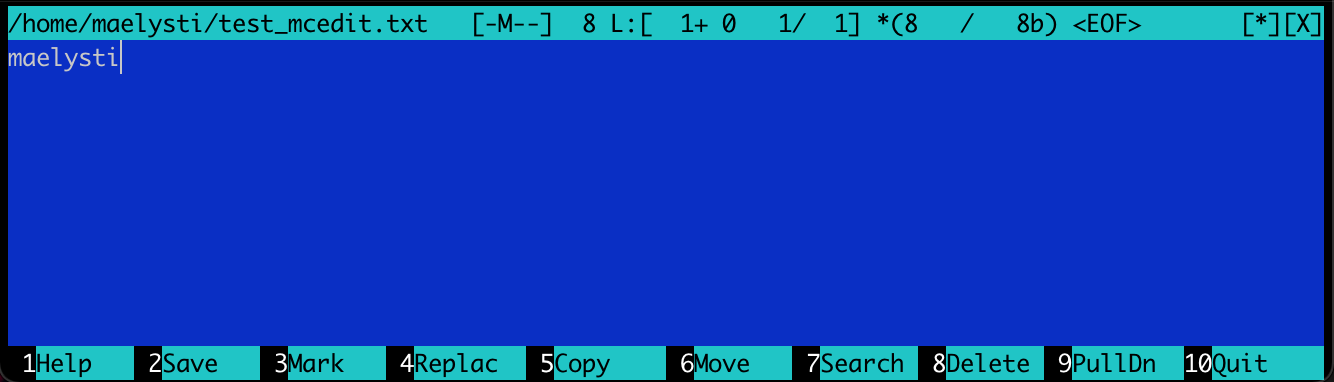 /home/maelysti/test_mcedit.txt   [-M--]  8 L:[  1+ 0   1/  1] *(8   /   8b) <EOF>       [*][X]
maelysti
1Help   2Save   3Mark   4Replac   5Copy   6Move   7Search   8Delete   9PullDn   10Quit